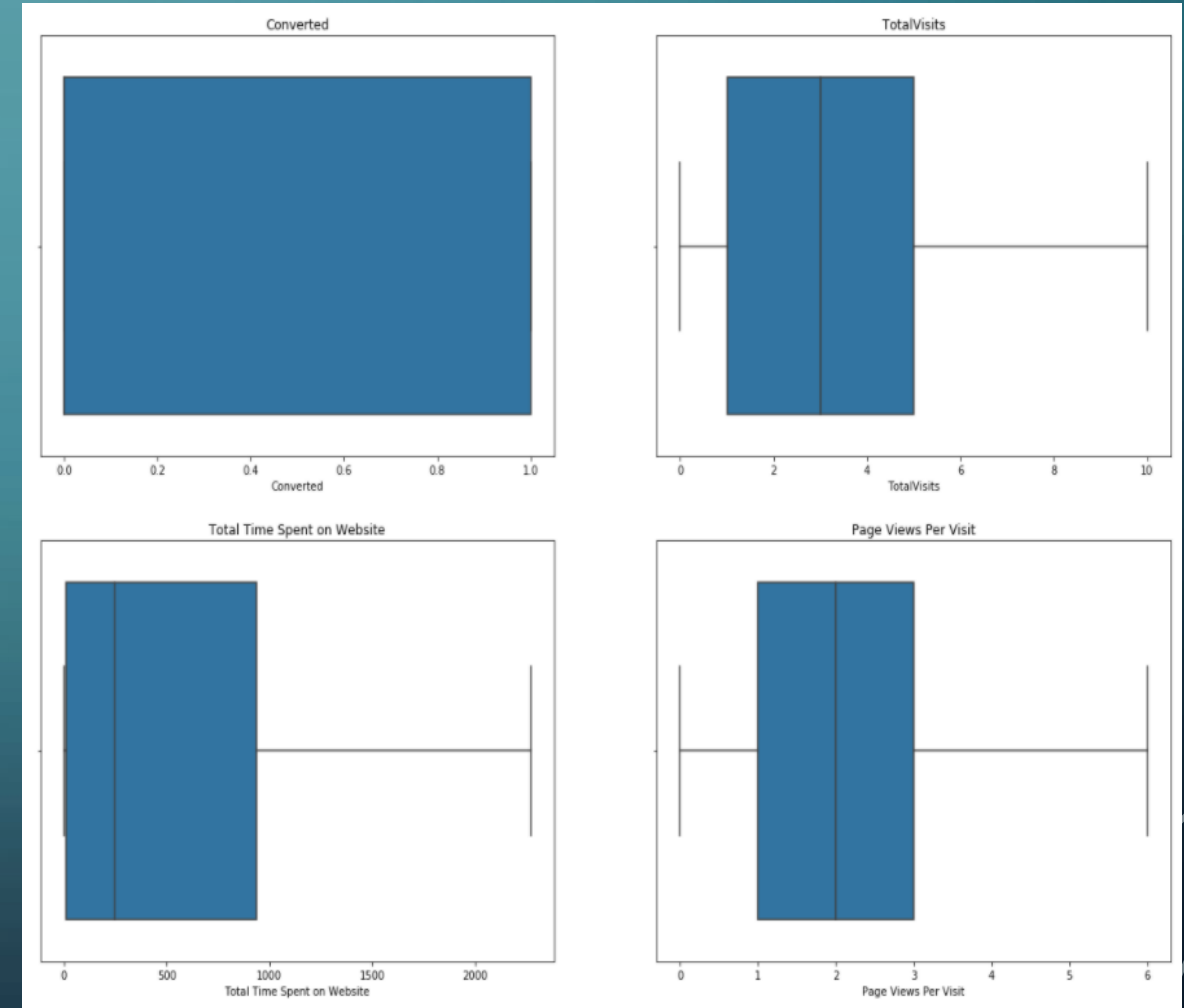 Converted
TotalVisits
0.0 0.2 0.4 0.6 0.8 1.0
Converted
0 2 4 6 8 10
TotalVisits
Total Time Spent on Website
Page Views Per Visit
0 500 1000 1500 2000
Total Time Spent on Website
0 1 2 3 4 5 6
Page Views Per Visit